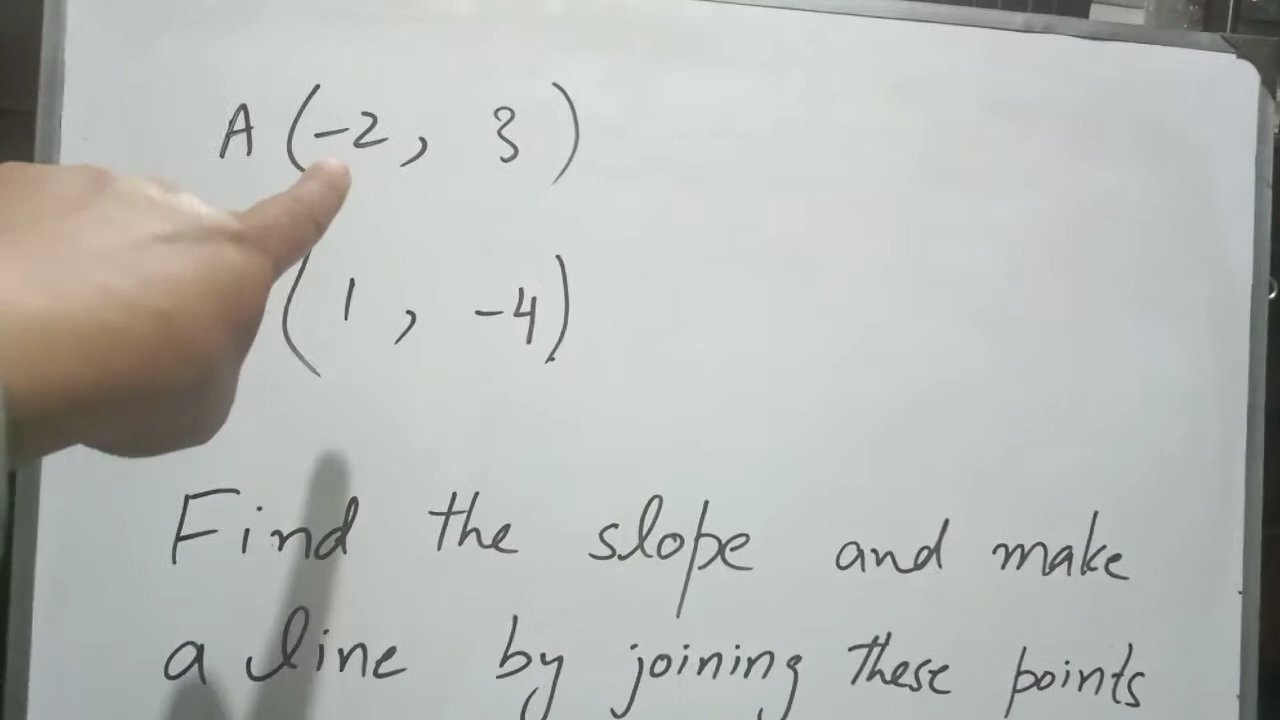 A (-2, 3)
(1, -4)
Find the slope and make
a line by joining these points